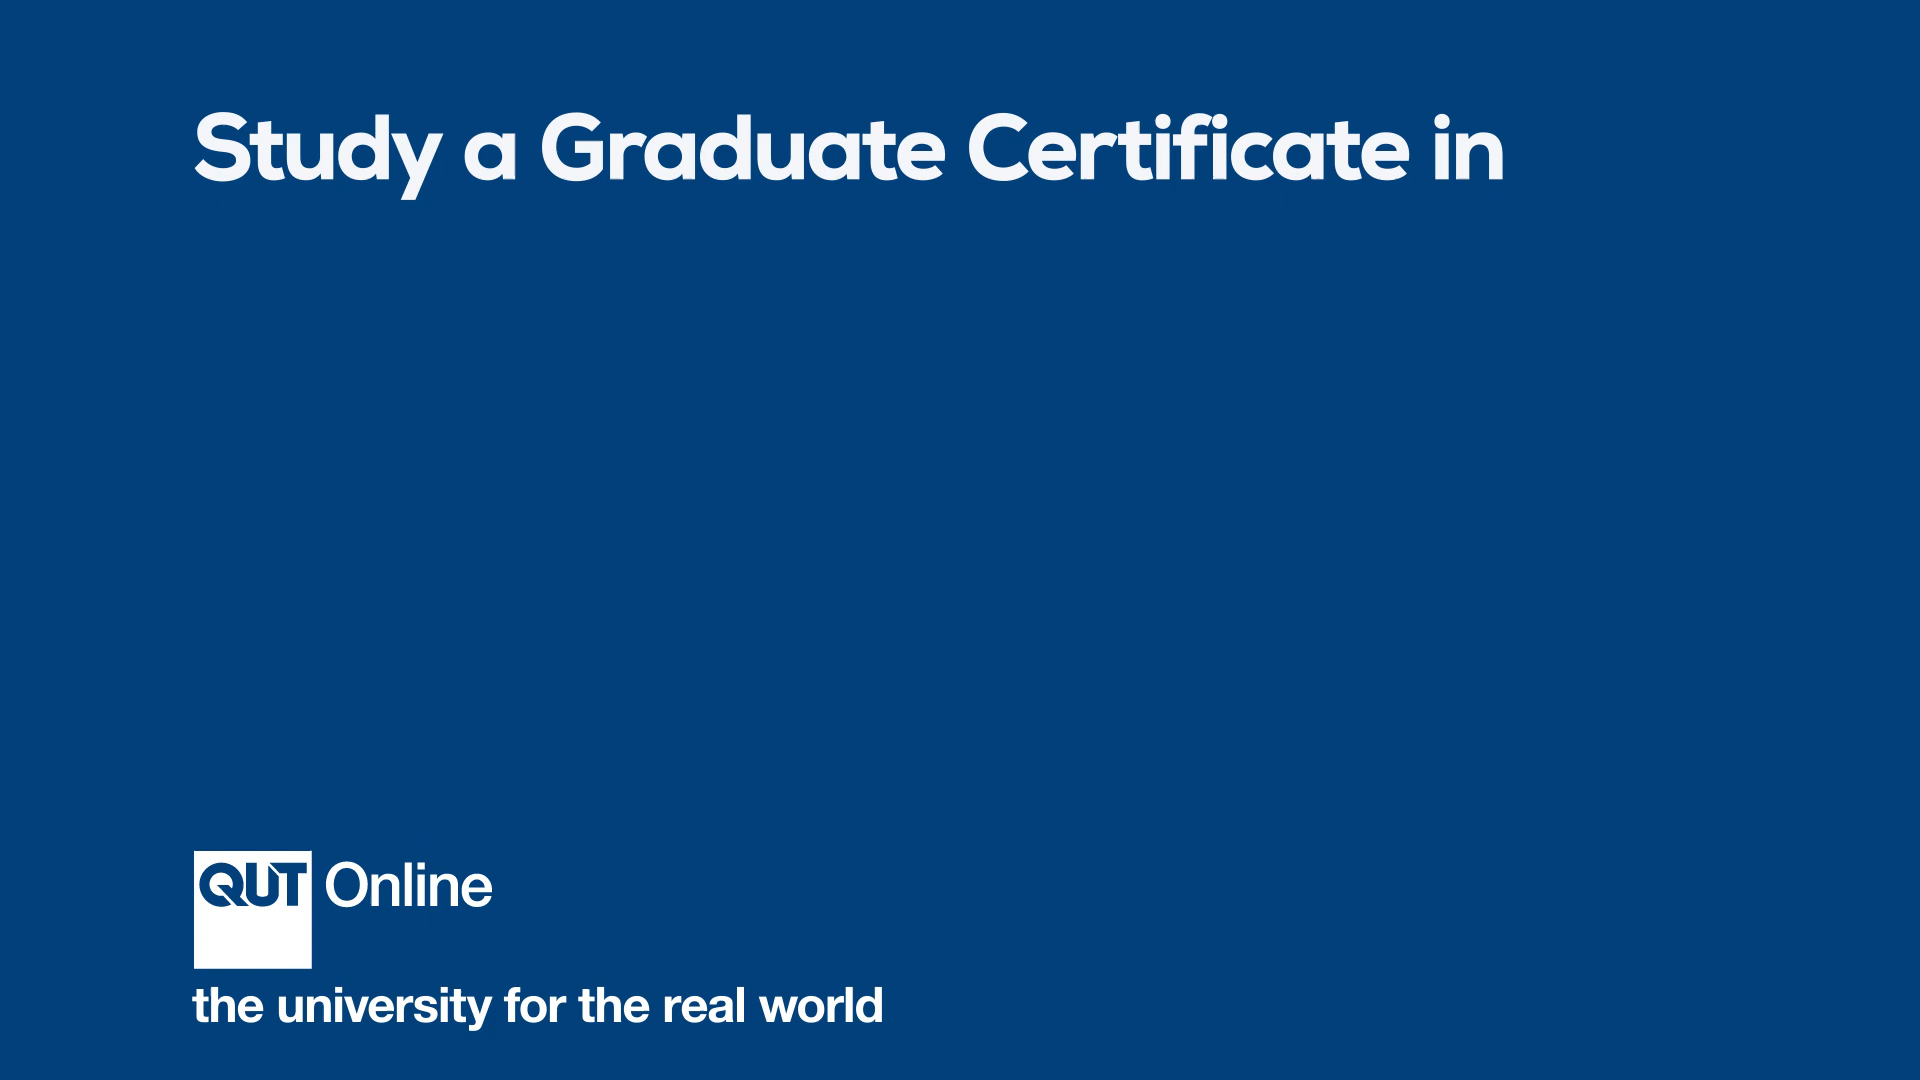 Study a Graduate Certificate in
QUT Online
the university for the real world